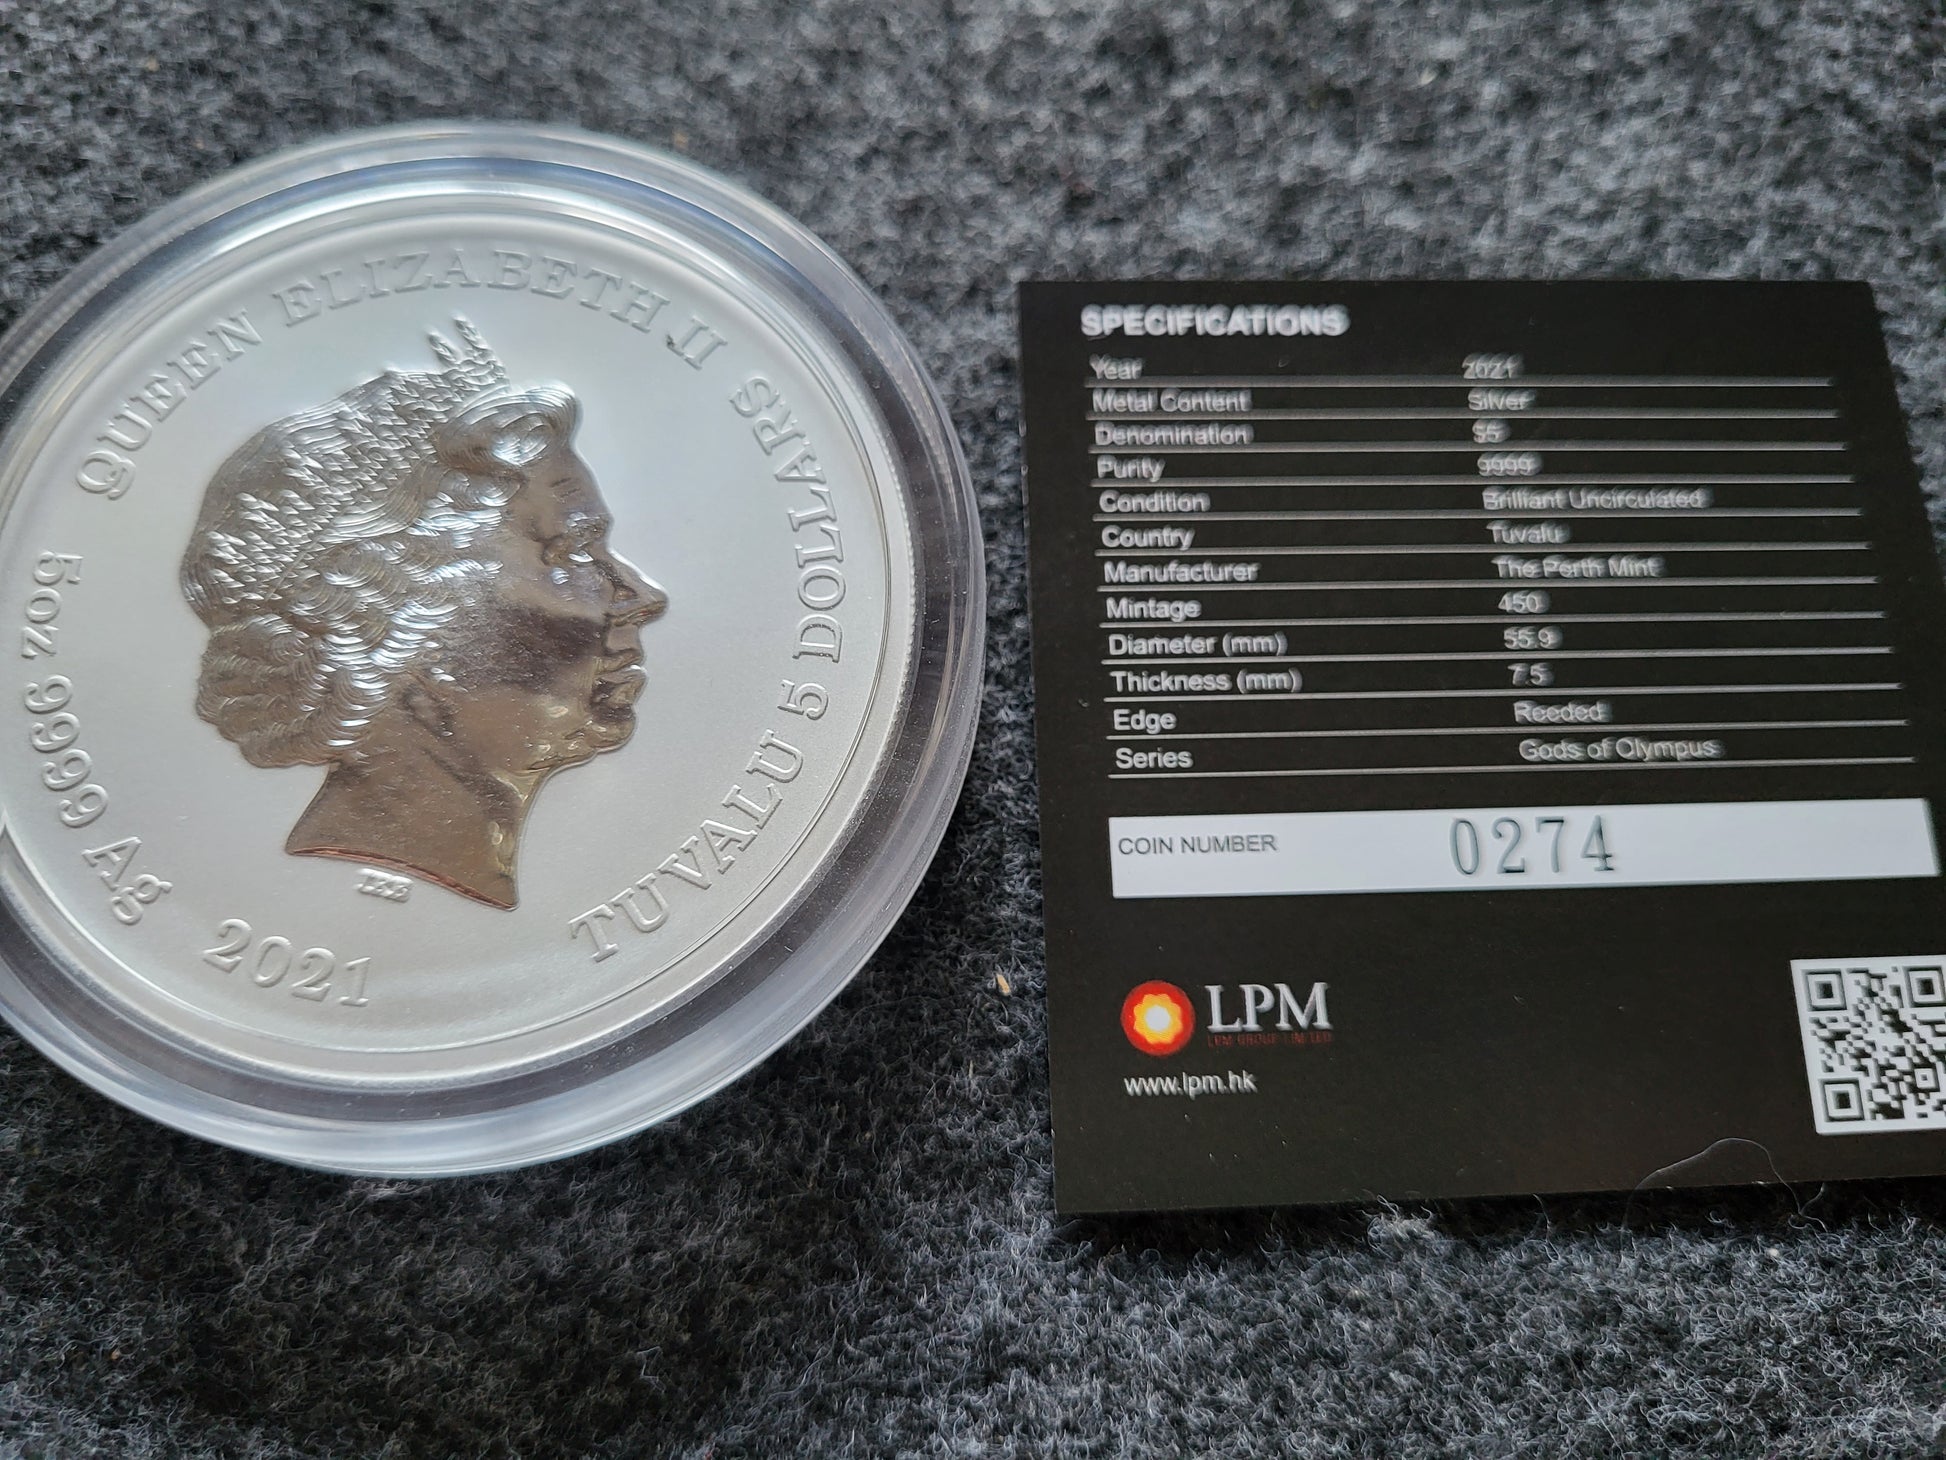 QUEEN ELIZABETH II
TUVALU 5 DOLLARS
5oz 9999 Ag
2021
IRB
SPECIFICATIONS
Year 2021
Metal Content Silver
Denomination $5
Purity 9999
Condition Brilliant Uncirculated
Country Tuvalu
Manufacturer The Perth Mint
Mintage 450
Diameter (mm) 55.9
Thickness (mm) 7.5
Edge Reeded
Series Gods of Olympus
COIN NUMBER 0274
LPM
LPM GROUP LIMITED
www.lpm.hk